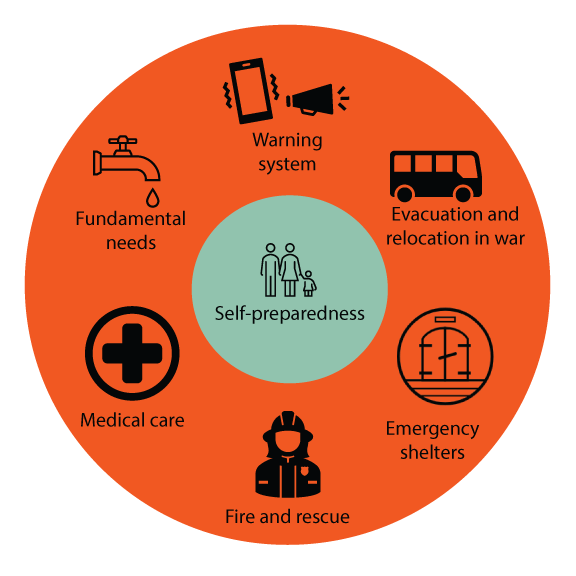 Warning
system
Fundamental
needs
Evacuation and
relocation in war
Self-preparedness
Medical care
Emergency
shelters
Fire and rescue